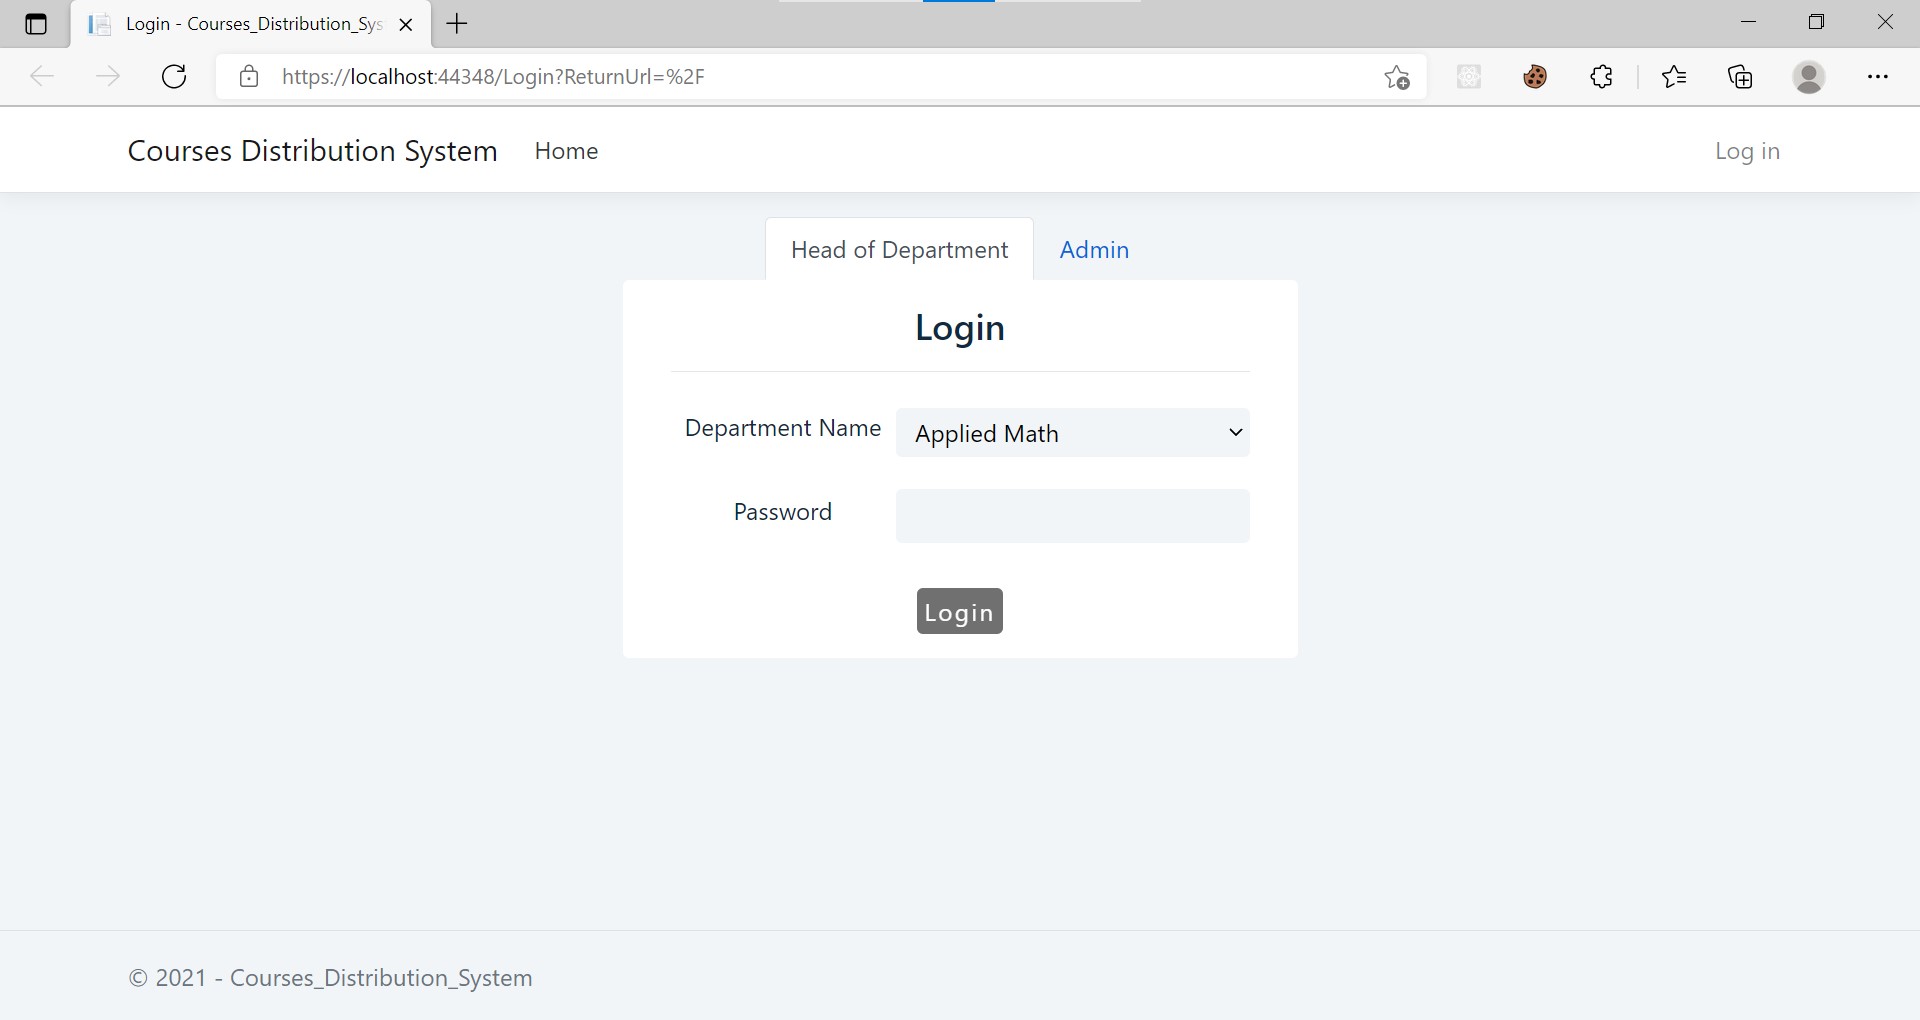 Login - Courses_Distribution_Sys
https://localhost:44348/Login?ReturnUrl=%2F
Courses Distribution System Home Log in
Head of Department Admin
Login
Department Name Applied Math
Password
Login
© 2021 - Courses_Distribution_System